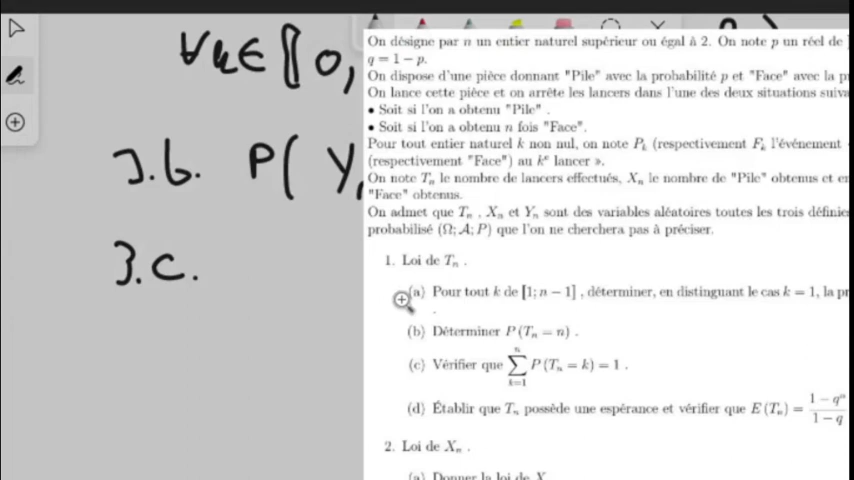 ∀k∈⟦0,
3.b. P( Y
3.c.
On désigne par n un entier naturel supérieur ou égal à 2. On note p un réel de
q = 1 − p.
On dispose d'une pièce donnant "Pile" avec la probabilité p et "Face" avec la
On lance cette pièce et on arrête les lancers dans l'une des deux situations
• Soit si l'on a obtenu "Pile" .
• Soit si l'on a obtenu n fois "Face".
Pour tout entier naturel k non nul, on note P_k (respectivement F_k l'événement
(respectivement "Face") au kᵉ lancer ».
On note T_n le nombre de lancers effectués, X_n le nombre de "Pile" obtenus et
"Face" obtenus.
On admet que T_n , X_n et Y_n sont des variables aléatoires toutes les trois
probabilisé (Ω; A; P) que l'on ne cherchera pas à préciser.
1. Loi de T_n .
(a) Pour tout k de [1; n − 1] , déterminer, en distinguant le cas k = 1, la
.
(b) Déterminer P (T_n = n) .
(c) Vérifier que ∑_{k=1}^{n} P (T_n = k) = 1 .
(d) Établir que T_n possède une espérance et vérifier que E (T_n) = (1 − q^n)/(1 − q)
2. Loi de X_n .
(a) Donner la loi de X